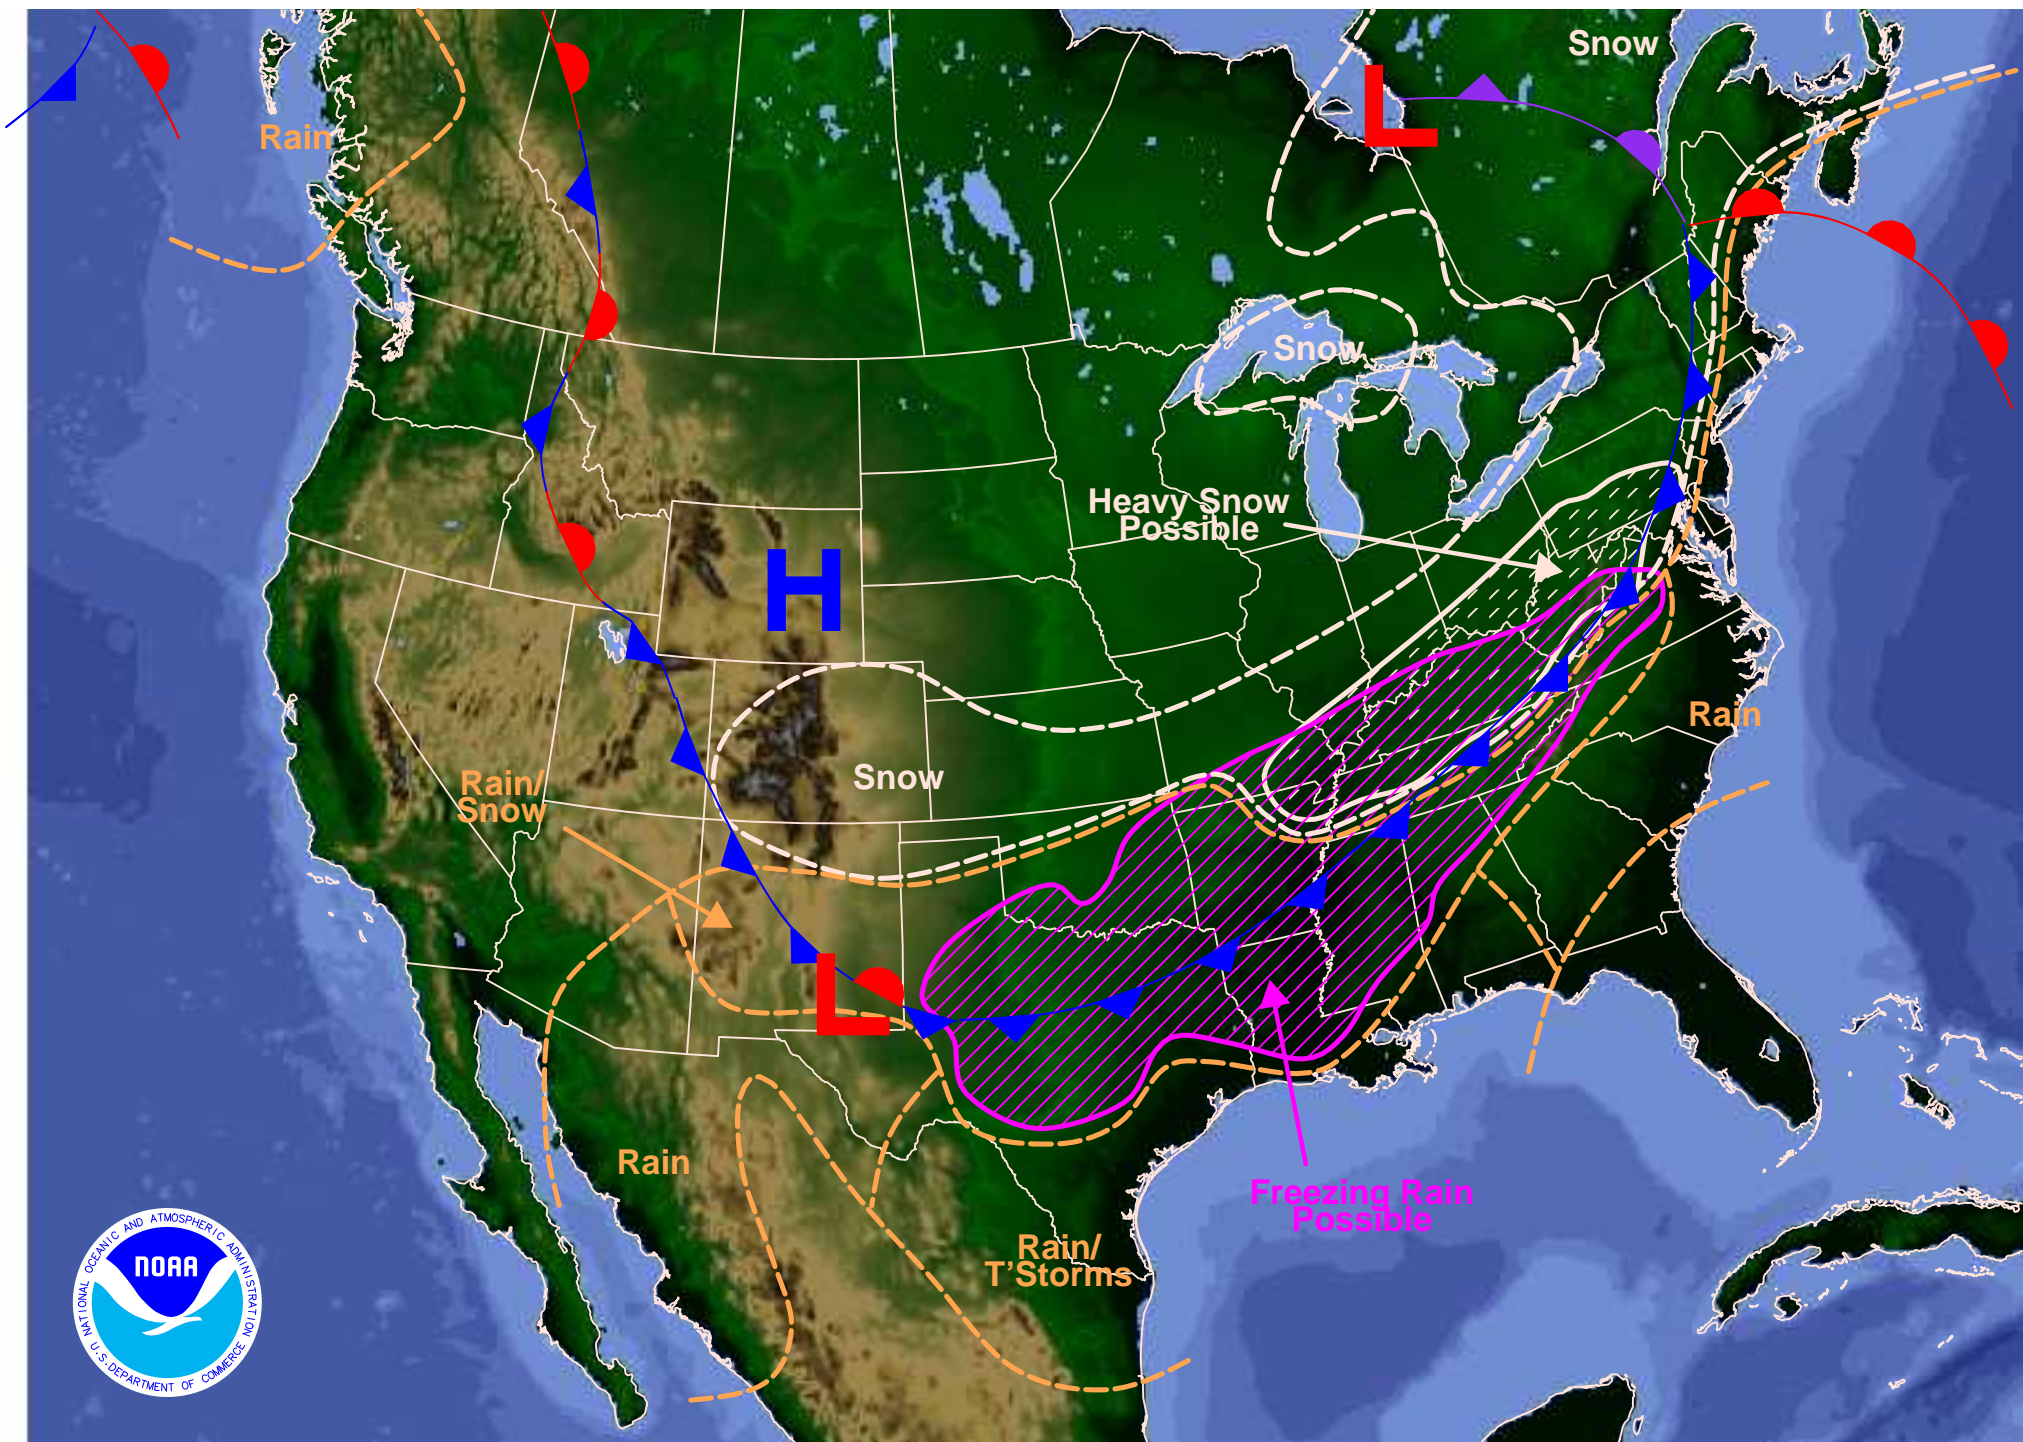 Snow
L
Rain
Snow
Heavy Snow
Possible
H
Rain
Rain/
Snow
Snow
L
Rain
Freezing Rain
Possible
Rain/
T'Storms
NATIONAL OCEANIC AND ATMOSPHERIC ADMINISTRATION
NOAA
U.S. DEPARTMENT OF COMMERCE